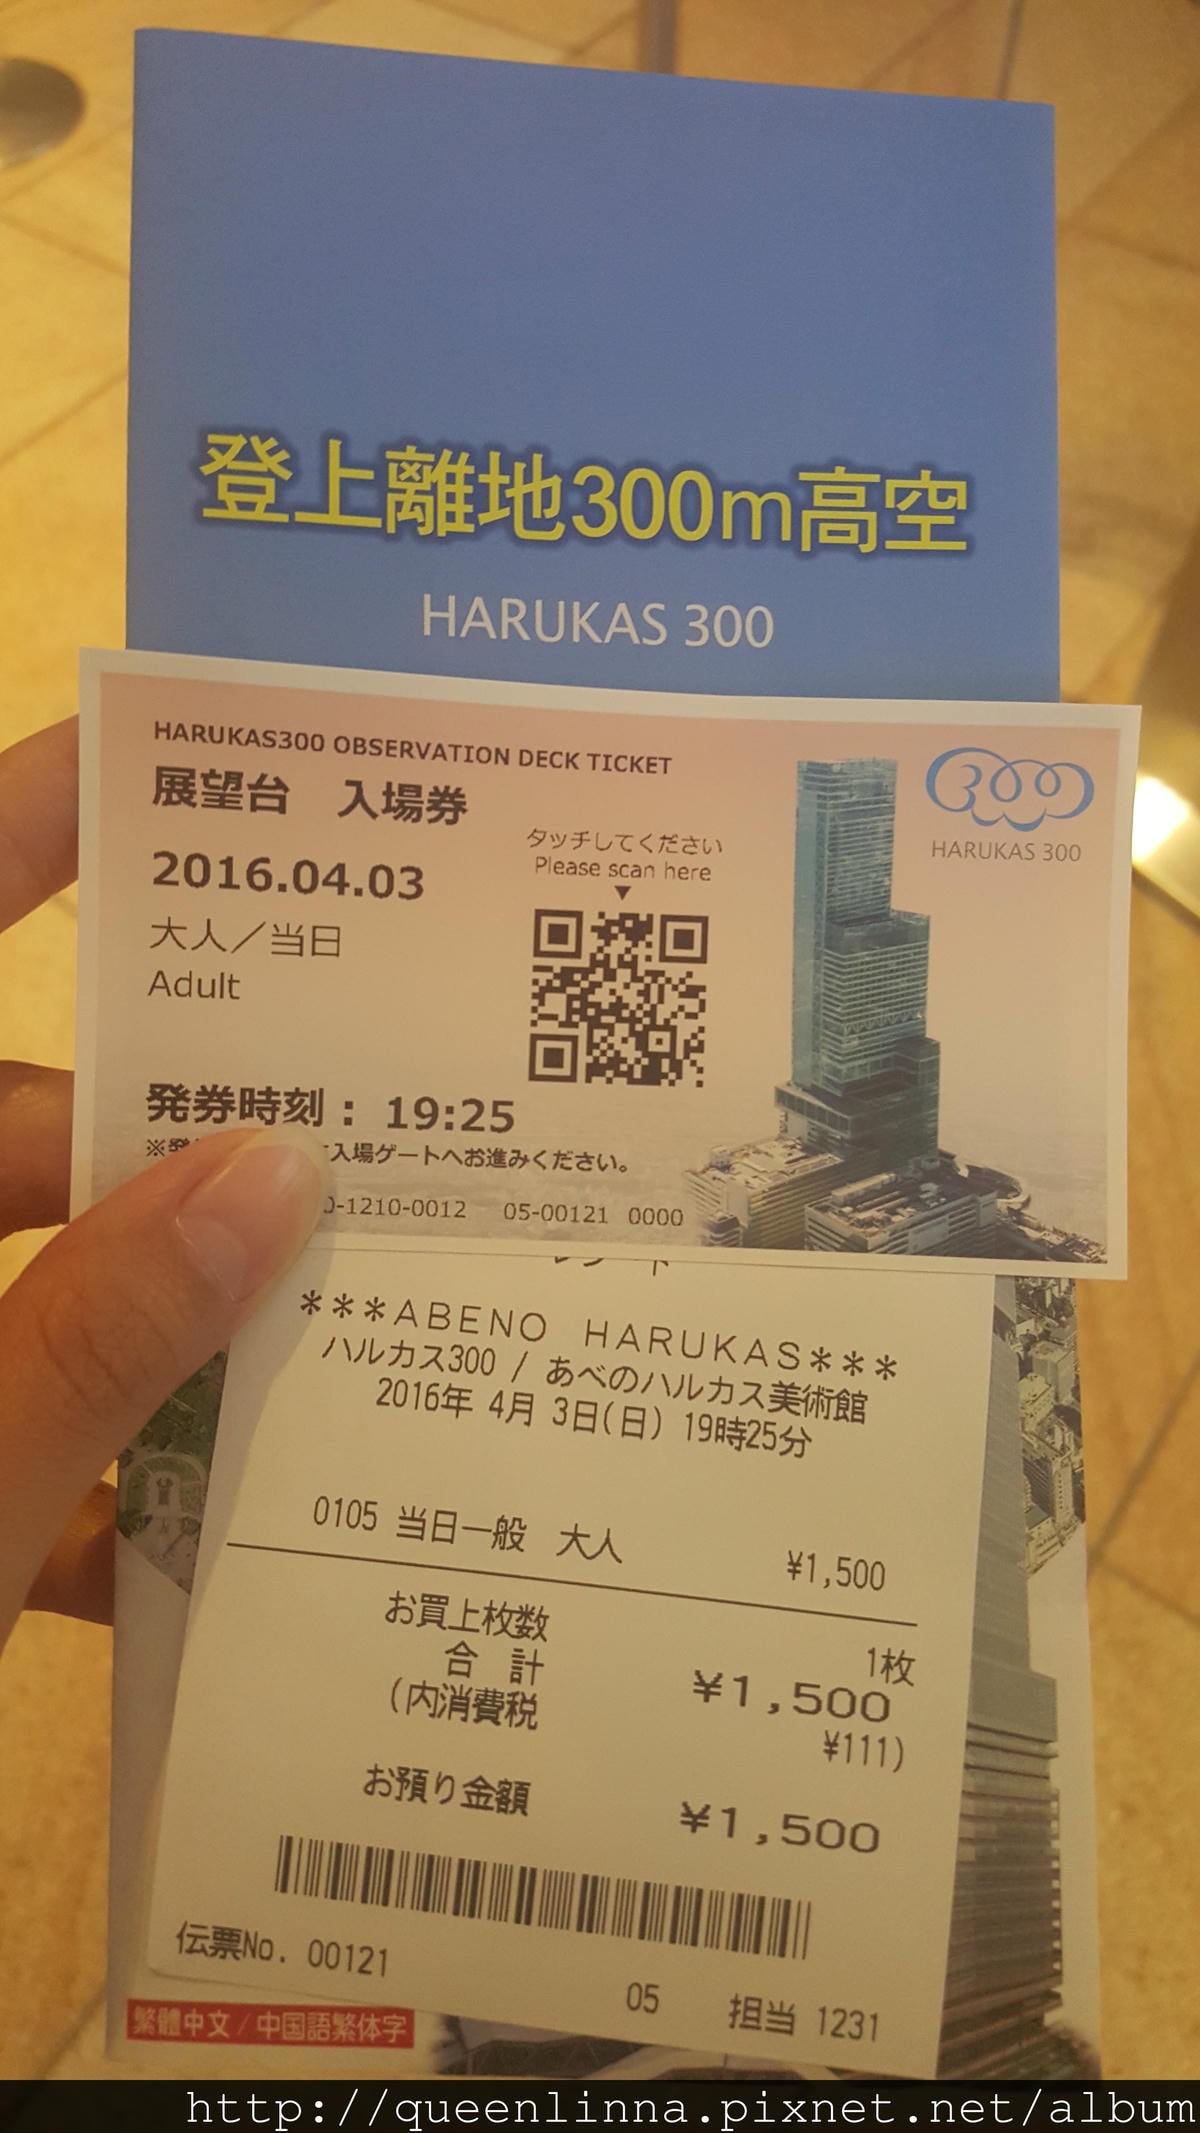 登上離地300m高空
HARUKAS 300
HARUKAS300 OBSERVATION DECK TICKET
展望台 入場券
2016.04.03
大人／当日
Adult
タッチしてください
Please scan here
300
HARUKAS 300
発券時刻： 19:25
入場ゲートへお進みください。
-1210-0012 05-00121 0000
***ABENO HARUKAS***
ハルカス300 / あべのハルカス美術館
2016年 4月 3日(日) 19時25分
0105 当日一般 大人 ¥1,500
お買上枚数 1枚
合 計 ¥1,500
(内消費税 ¥111)
お預り金額 ¥1,500
伝票No. 00121
05 担当 1231
繁體中文 / 中国語繁体字
http://queenlinna.pixnet.net/album